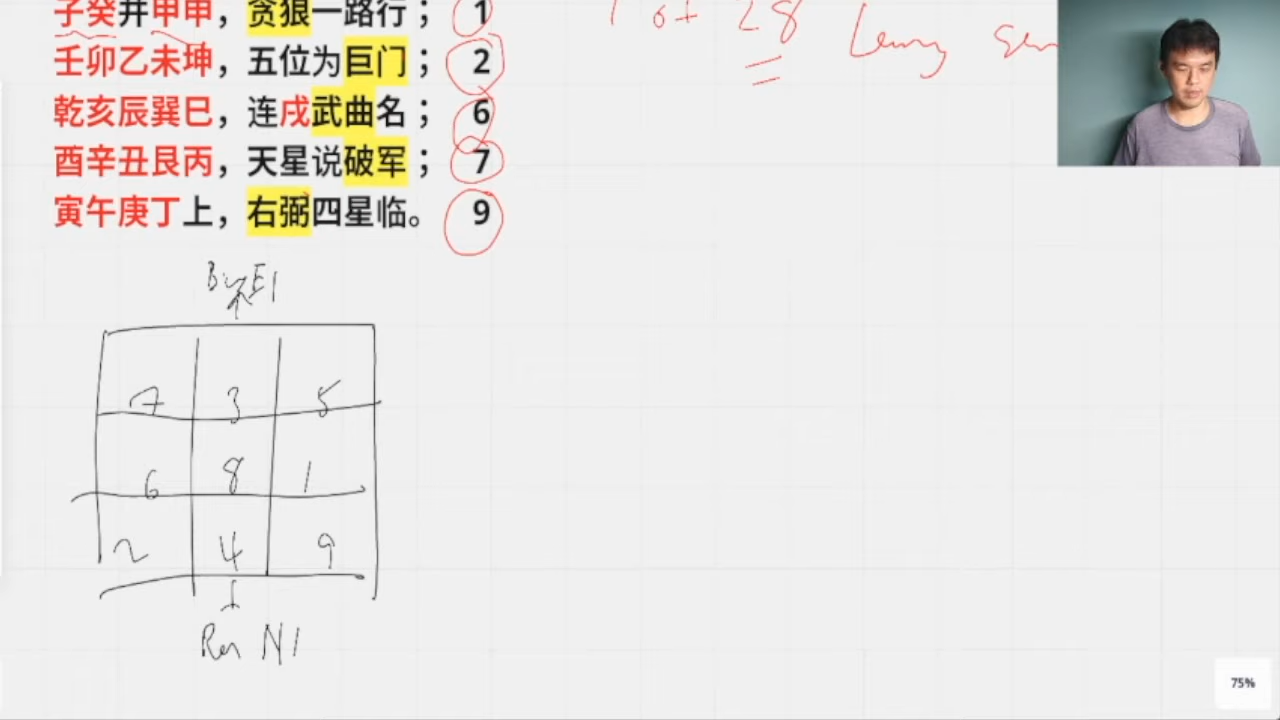 子癸并甲申，贪狼一路行； 1
1 of 28
壬卯乙未坤，五位为巨门； 2
乾亥辰巽巳，连戌武曲名； 6
酉辛丑艮丙，天星说破军； 7
寅午庚丁上，右弼四星临。 9
7 3 5
6 8 1
2 4 9
Ren N1
75%